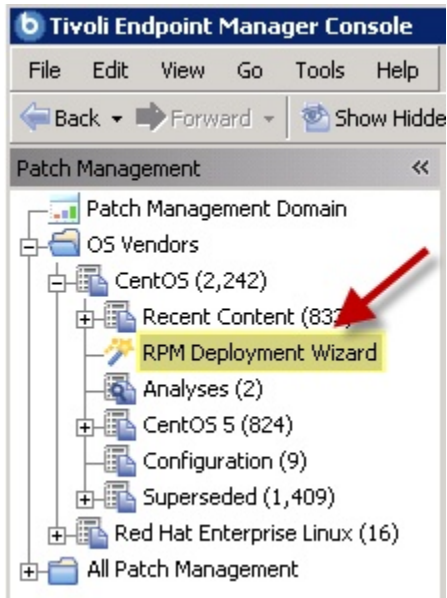 Tivoli Endpoint Manager Console
File Edit View Go Tools Help
Back Forward Show Hidde
Patch Management
Patch Management Domain
OS Vendors
CentOS (2,242)
Recent Content (832)
RPM Deployment Wizard
Analyses (2)
CentOS 5 (824)
Configuration (9)
Superseded (1,409)
Red Hat Enterprise Linux (16)
All Patch Management